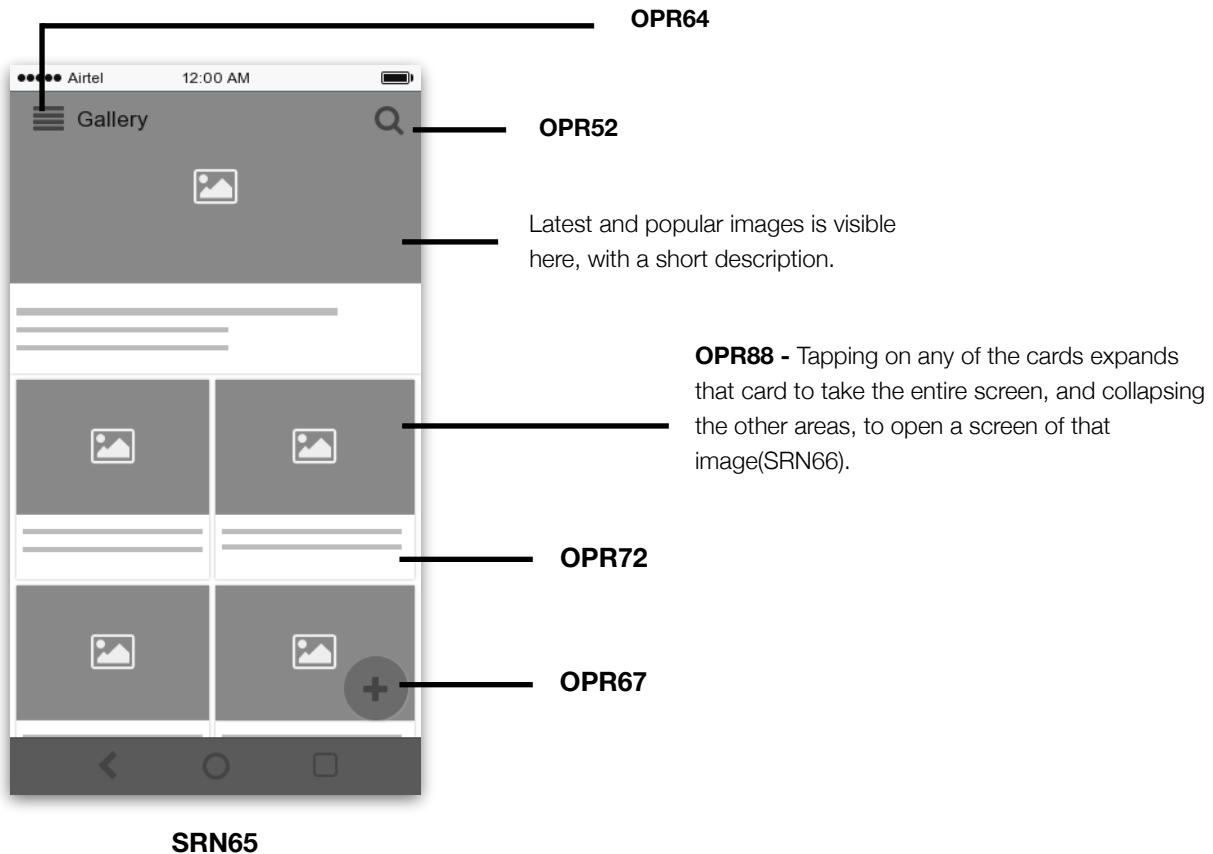 OPR64
Airtel
12:00 AM
Gallery
OPR52
Latest and popular images is visible
here, with a short description.
OPR88 - Tapping on any of the cards expands
that card to take the entire screen, and collapsing
the other areas, to open a screen of that
image(SRN66).
OPR72
OPR67
SRN65